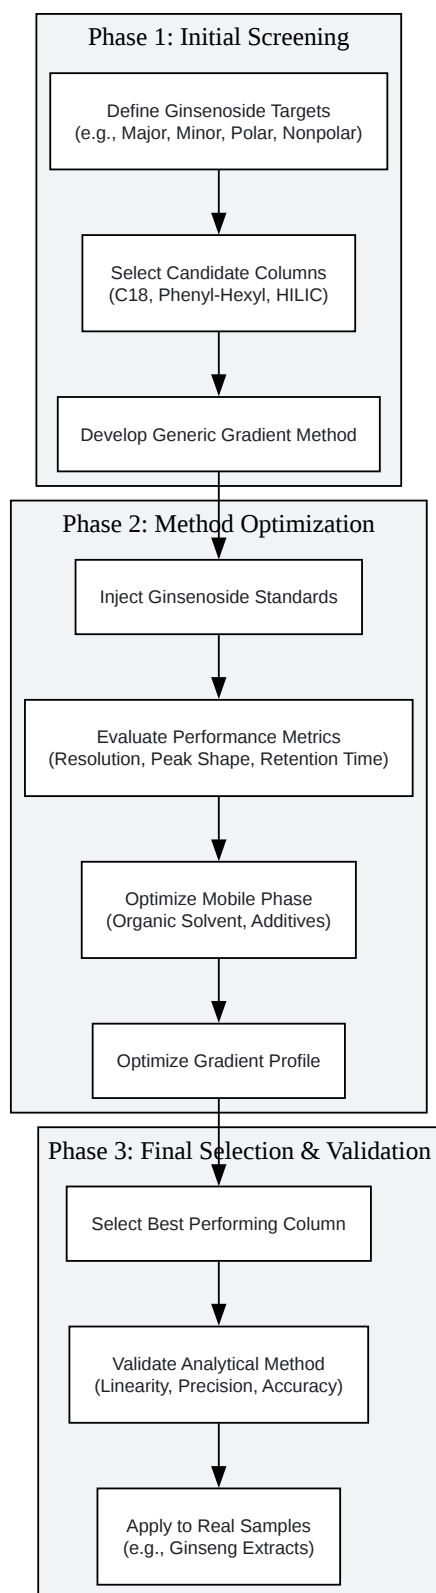 Phase 1: Initial Screening
Define Ginsenoside Targets
(e.g., Major, Minor, Polar, Nonpolar)
Select Candidate Columns
(C18, Phenyl-Hexyl, HILIC)
Develop Generic Gradient Method
Phase 2: Method Optimization
Inject Ginsenoside Standards
Evaluate Performance Metrics
(Resolution, Peak Shape, Retention Time)
Optimize Mobile Phase
(Organic Solvent, Additives)
Optimize Gradient Profile
Phase 3: Final Selection & Validation
Select Best Performing Column
Validate Analytical Method
(Linearity, Precision, Accuracy)
Apply to Real Samples
(e.g., Ginseng Extracts)